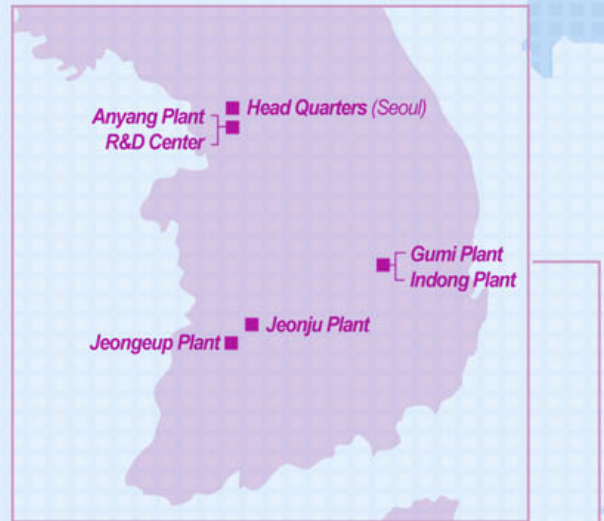 Head Quarters (Seoul)
Anyang Plant
R&D Center
Gumi Plant
Indong Plant
Jeonju Plant
Jeongeup Plant